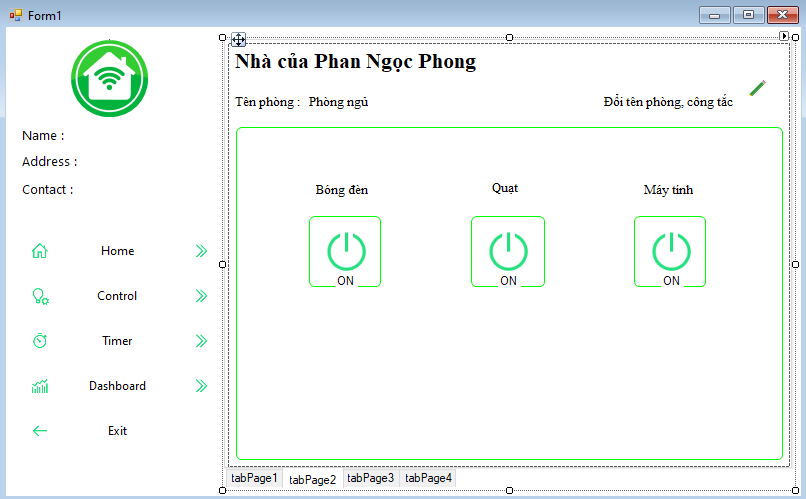 Form1
Name :
Address :
Contact :
Home
Control
Timer
Dashboard
Exit
Nhà của Phan Ngọc Phong
Tên phòng : Phòng ngủ
Đổi tên phòng, công tắc
Bóng đèn Quạt Máy tính
ON ON ON
tabPage1 tabPage2 tabPage3 tabPage4